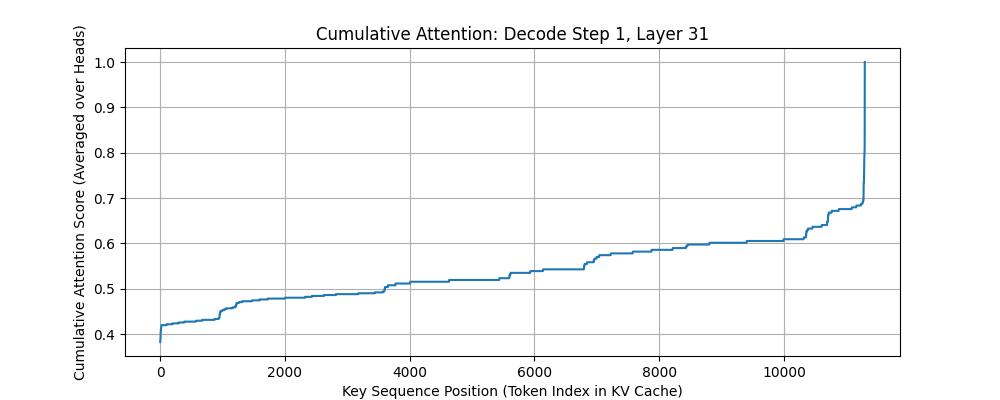 Cumulative Attention: Decode Step 1, Layer 31
Cumulative Attention Score (Averaged over Heads)
1.0
0.9
0.8
0.7
0.6
0.5
0.4
0 2000 4000 6000 8000 10000
Key Sequence Position (Token Index in KV Cache)